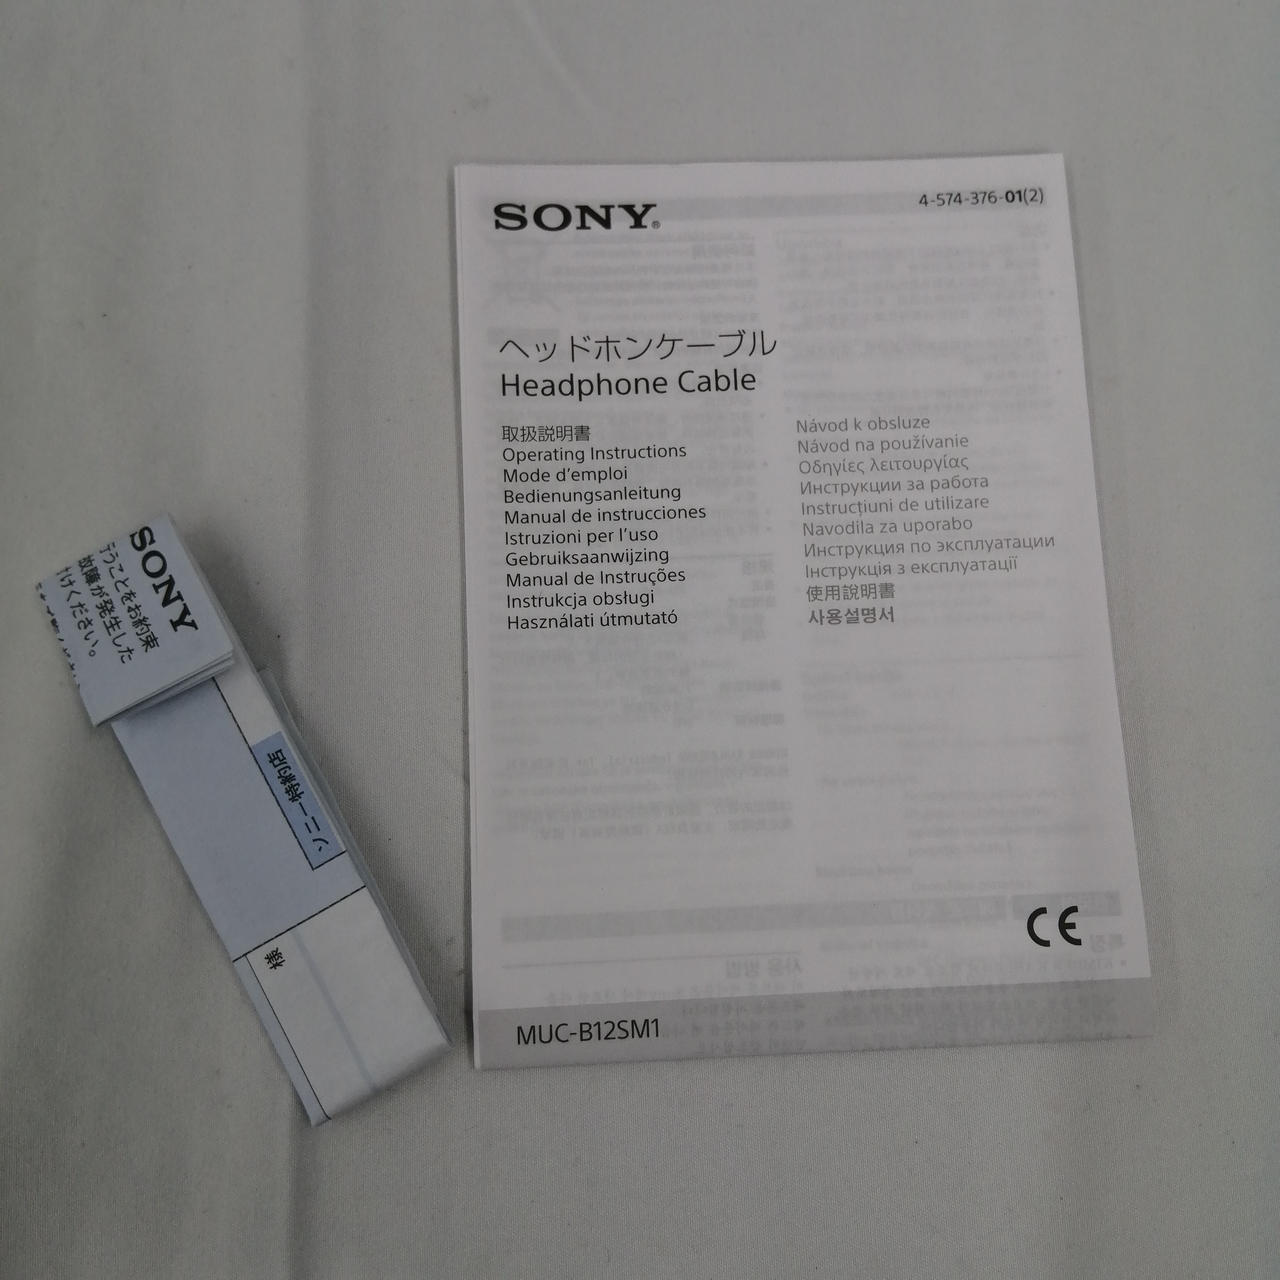 SONY®
4-574-376-01(2)
ヘッドホンケーブル
Headphone Cable
取扱説明書
Operating Instructions
Mode d'emploi
Bedienungsanleitung
Manual de instrucciones
Istruzioni per l'uso
Gebruiksaanwijzing
Manual de Instruções
Instrukcja obsługi
Használati útmutató
Návod k obsluze
Návod na používanie
Οδηγίες λειτουργίας
Инструкции за работа
Instrucțiuni de utilizare
Navodila za uporabo
Инструкция по эксплуатации
Інструкція з експлуатації
使用說明書
사용설명서
CE
MUC-B12SM1
SONY
行うことをお約束
故障が発生した
付けください。
ソニー特約店
様